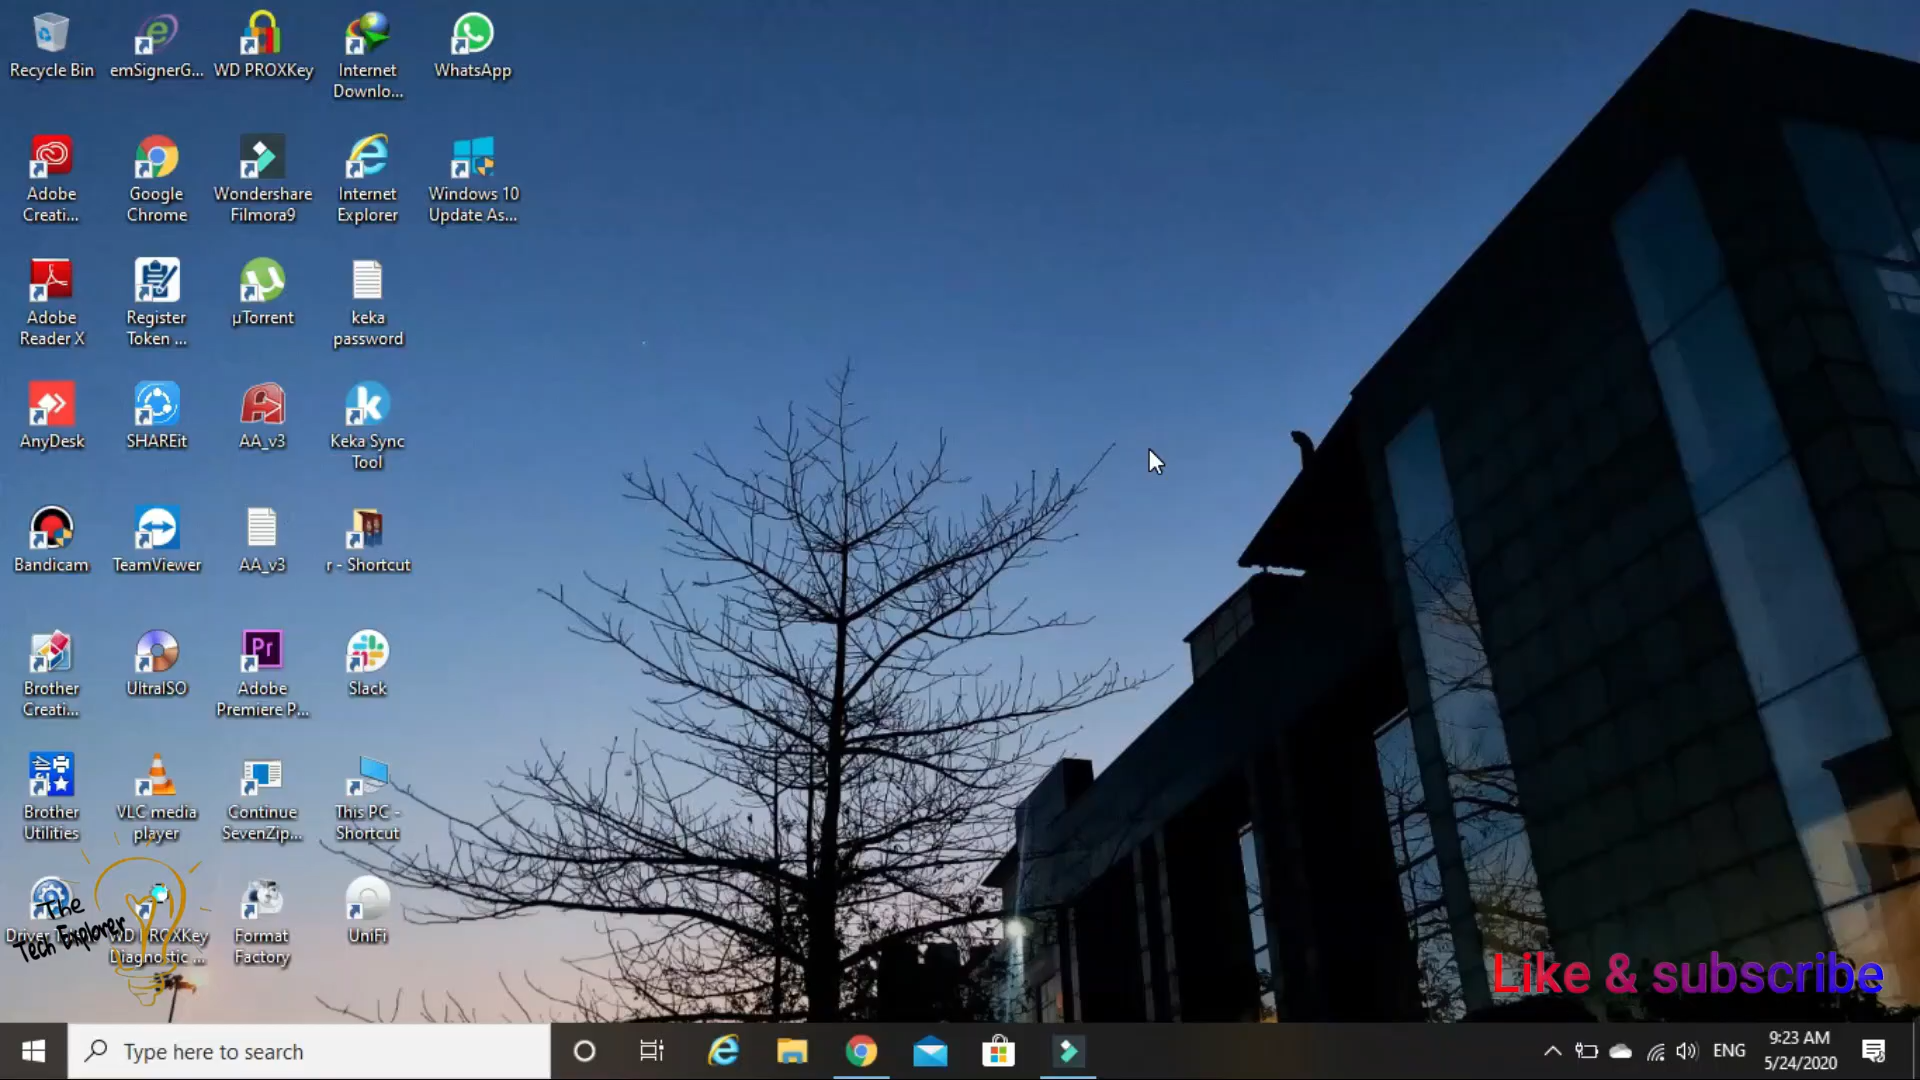 Recycle Bin
emSignerG...
WD PROXKey
Internet
Downlo...
WhatsApp
Adobe
Creati...
Google
Chrome
Wondershare
Filmora9
Internet
Explorer
Windows 10
Update As...
Adobe
Reader X
Register
Token ...
µTorrent
keka
password
AnyDesk
SHAREit
AA_v3
Keka Sync
Tool
Bandicam
TeamViewer
AA_v3
r - Shortcut
Brother
Creati...
UltraISO
Pr
Adobe
Premiere P...
Slack
Brother
Utilities
VLC media
player
Continue
SevenZip...
This PC -
Shortcut
Driver
WD PROXKey
Diagnostic ...
Format
Factory
UniFi
The
Tech Explorer
Like & subscribe
Type here to search
ENG
9:23 AM
5/24/2020